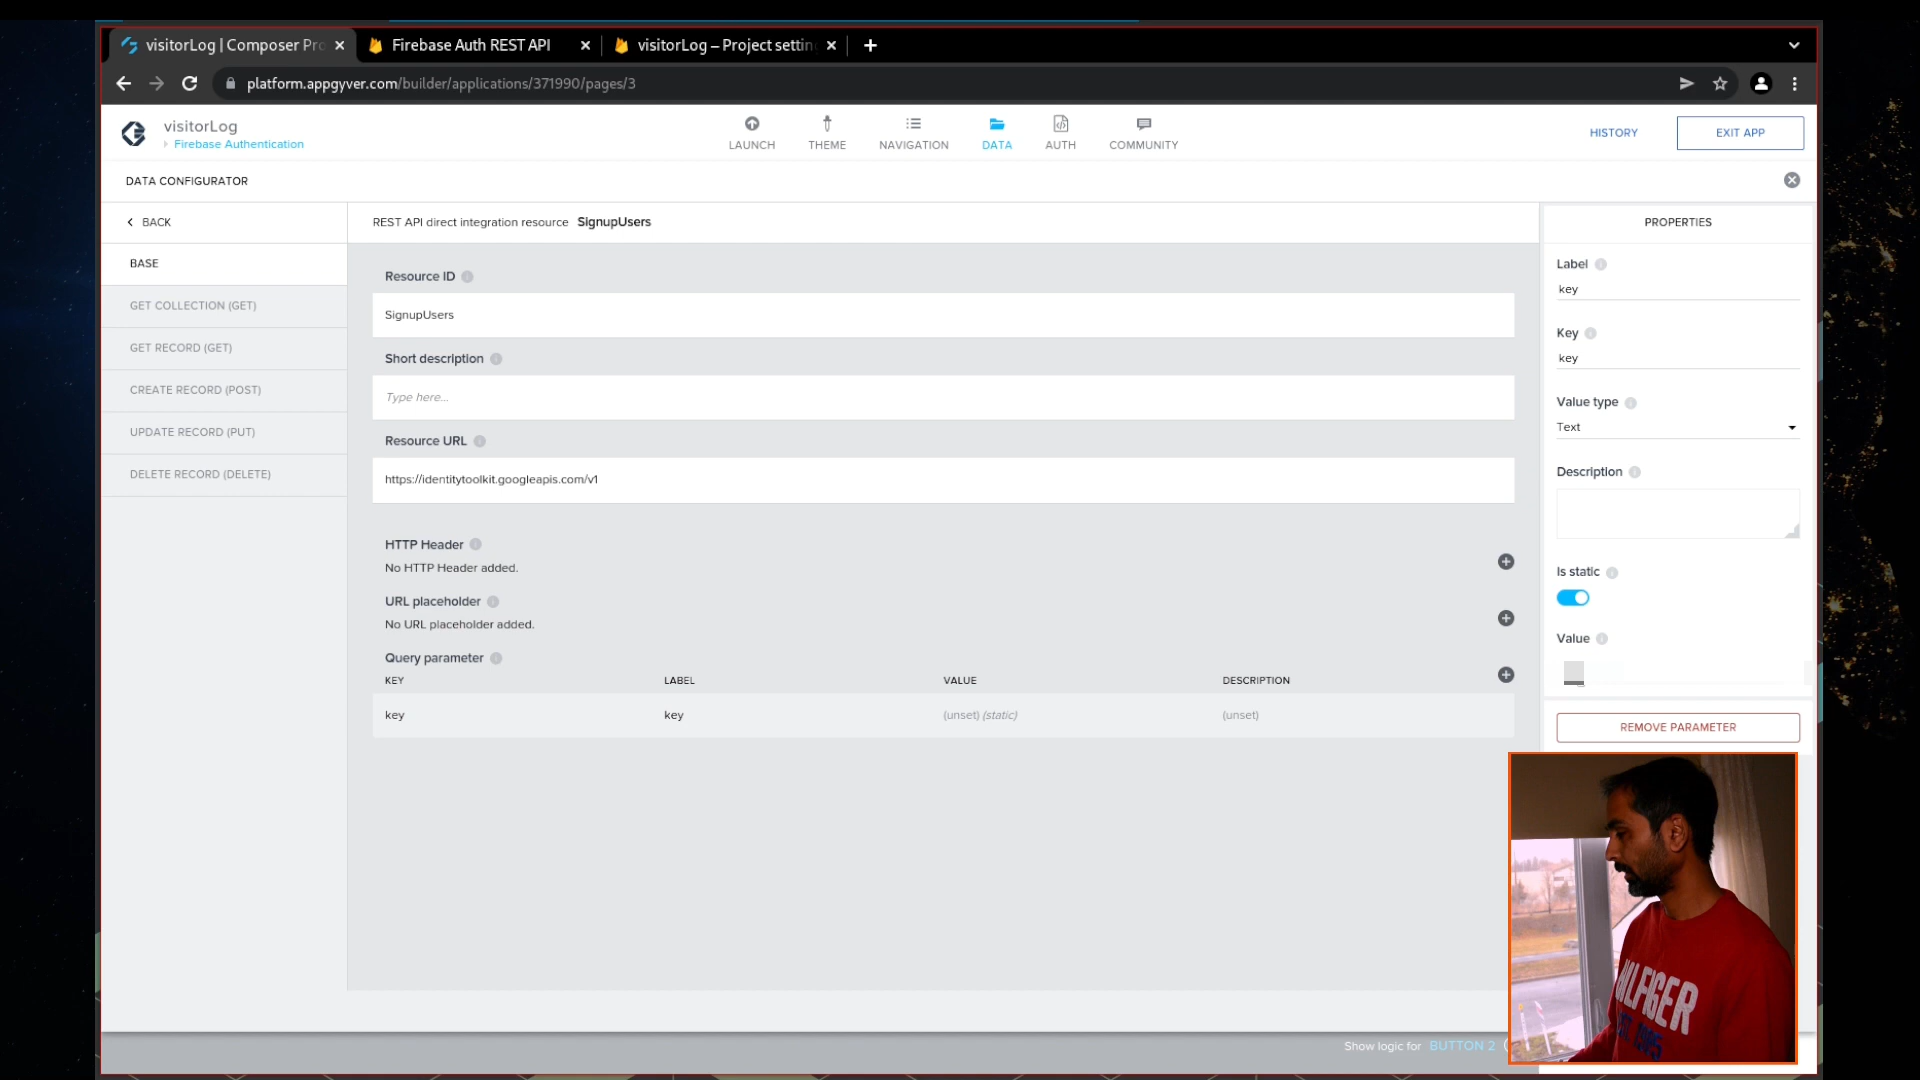 visitorLog | Composer Pro
Firebase Auth REST API
visitorLog – Project settin
platform.appgyver.com/builder/applications/371990/pages/3
visitorLog
Firebase Authentication
LAUNCH
THEME
NAVIGATION
DATA
AUTH
COMMUNITY
HISTORY
EXIT APP
DATA CONFIGURATOR
BACK
REST API direct integration resource SignupUsers
PROPERTIES
BASE
GET COLLECTION (GET)
GET RECORD (GET)
CREATE RECORD (POST)
UPDATE RECORD (PUT)
DELETE RECORD (DELETE)
Resource ID
SignupUsers
Short description
Type here...
Resource URL
https://identitytoolkit.googleapis.com/v1
HTTP Header
No HTTP Header added.
URL placeholder
No URL placeholder added.
Query parameter
KEY LABEL VALUE DESCRIPTION
key key (unset) (static) (unset)
Label
key
Key
key
Value type
Text
Description
Is static
Value
REMOVE PARAMETER
Show logic for BUTTON 2
HILFIGER
EST. 1985